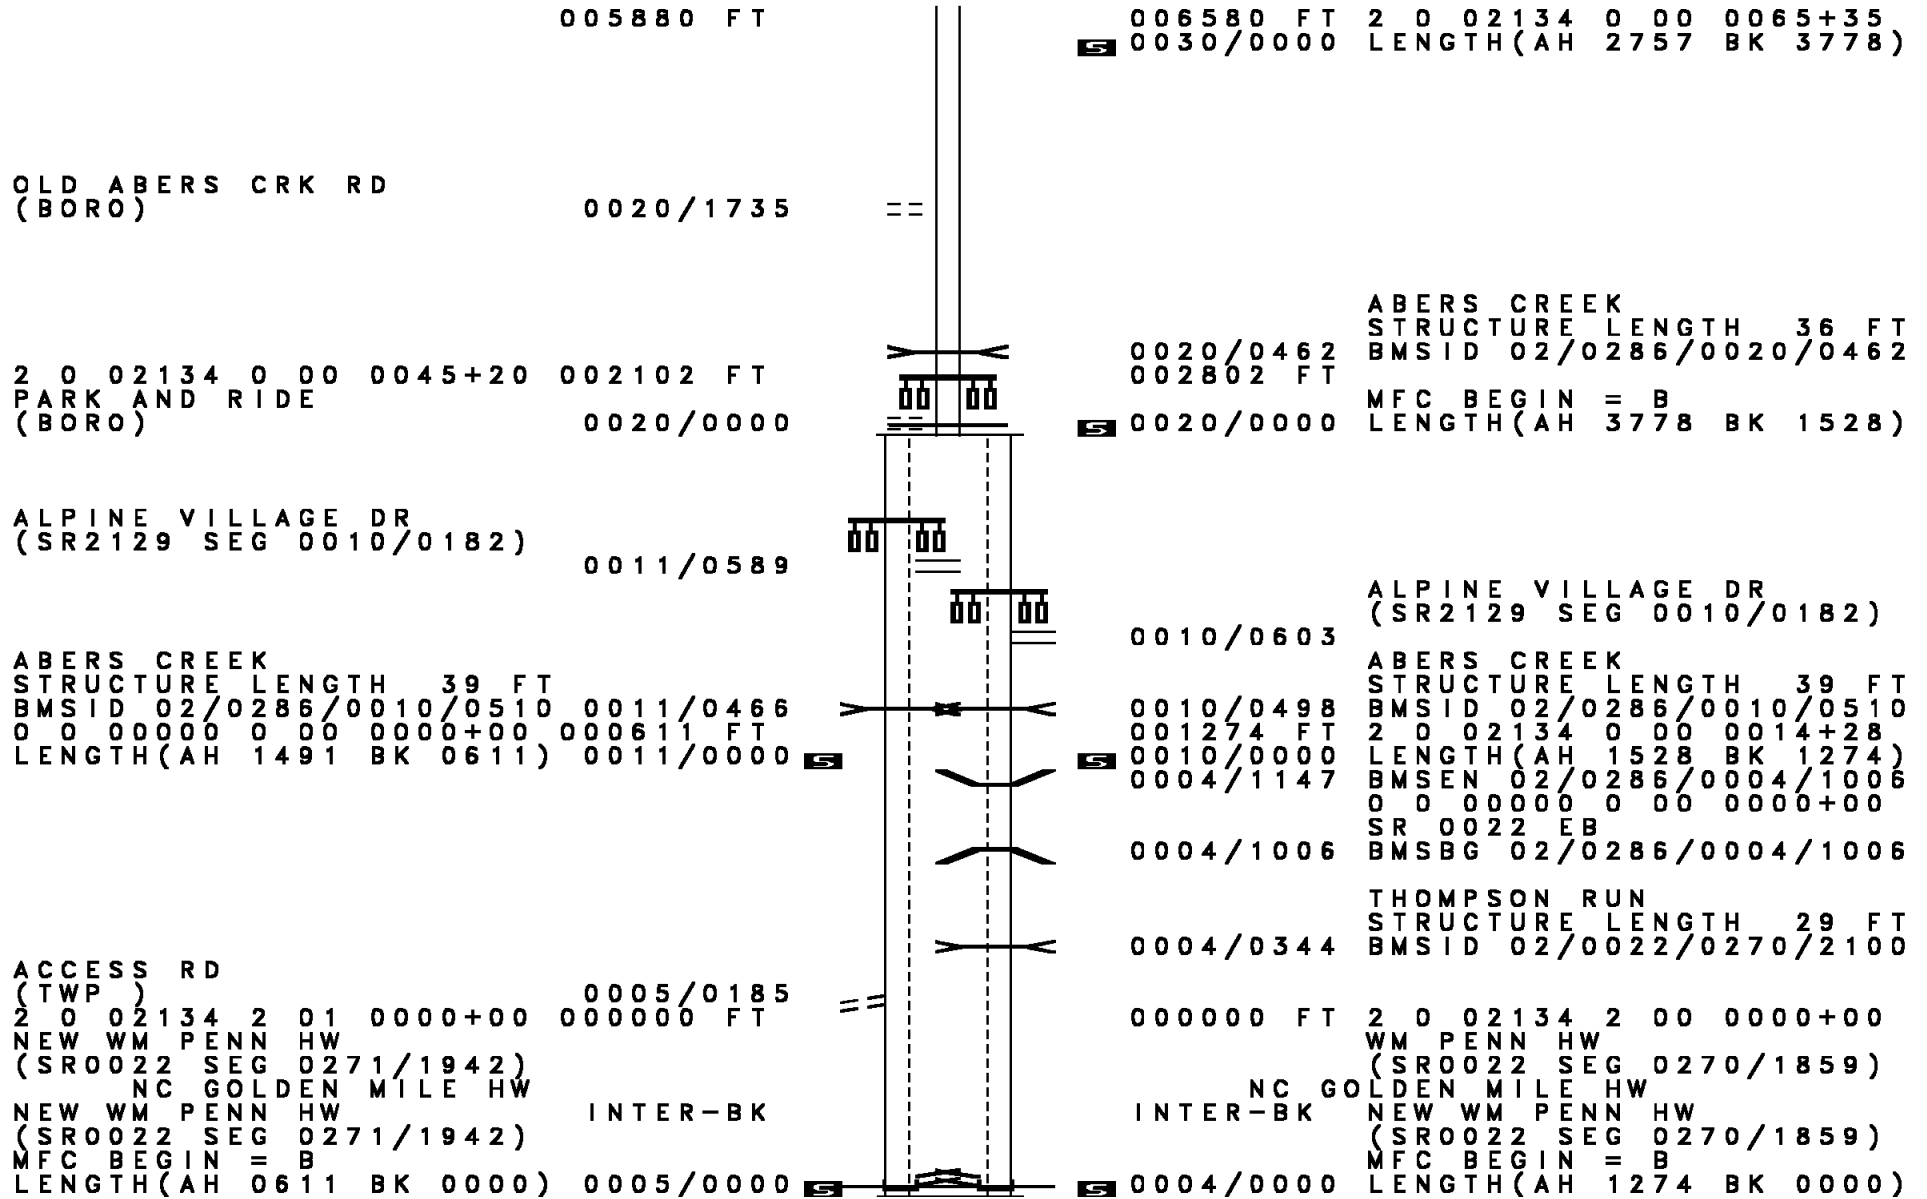 005880 FT 006580 FT 2 0 02134 0 00 0065+35
S 0030/0000 LENGTH(AH 2757 BK 3778)
OLD ABERS CRK RD
(BORO) 0020/1735
ABERS CREEK
STRUCTURE LENGTH 36 FT
0020/0462 BMSID 02/0286/0020/0462
2 0 02134 0 00 0045+20 002102 FT 002802 FT
PARK AND RIDE MFC BEGIN = B
(BORO) 0020/0000 S 0020/0000 LENGTH(AH 3778 BK 1528)
ALPINE VILLAGE DR
(SR2129 SEG 0010/0182)
0011/0589
ALPINE VILLAGE DR
(SR2129 SEG 0010/0182)
0010/0603
ABERS CREEK ABERS CREEK
STRUCTURE LENGTH 39 FT STRUCTURE LENGTH 39 FT
BMSID 02/0286/0010/0510 0011/0466 0010/0498 BMSID 02/0286/0010/0510
0 0 00000 0 00 0000+00 000611 FT 001274 FT 2 0 02134 0 00 0014+28
LENGTH(AH 1491 BK 0611) 0011/0000 S S 0010/0000 LENGTH(AH 1528 BK 1274)
0004/1147 BMSEN 02/0286/0004/1006
0 0 00000 0 00 0000+00
SR 0022 EB
0004/1006 BMSBG 02/0286/0004/1006
THOMPSON RUN
STRUCTURE LENGTH 29 FT
0004/0344 BMSID 02/0022/0270/2100
ACCESS RD
(TWP ) 0005/0185
2 0 02134 2 01 0000+00 000000 FT 000000 FT 2 0 02134 2 00 0000+00
NEW WM PENN HW WM PENN HW
(SR0022 SEG 0271/1942) (SR0022 SEG 0270/1859)
NC GOLDEN MILE HW NC GOLDEN MILE HW
NEW WM PENN HW INTER-BK INTER-BK NEW WM PENN HW
(SR0022 SEG 0271/1942) (SR0022 SEG 0270/1859)
MFC BEGIN = B MFC BEGIN = B
LENGTH(AH 0611 BK 0000) 0005/0000 S S 0004/0000 LENGTH(AH 1274 BK 0000)